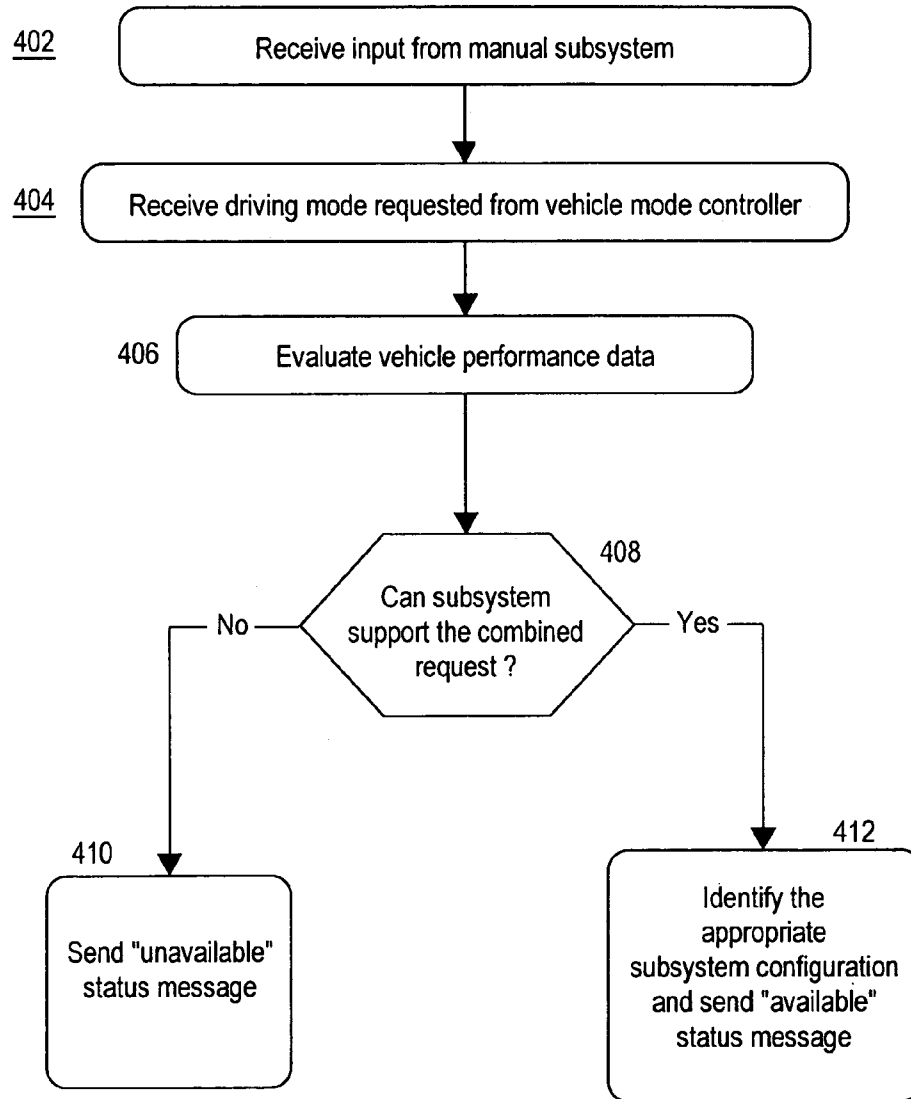 402
Receive input from manual subsystem
404
Receive driving mode requested from vehicle mode controller
406
Evaluate vehicle performance data
408
Can subsystem
support the combined
request ?
No
Yes
410
Send "unavailable"
status message
412
Identify the
appropriate
subsystem configuration
and send "available"
status message